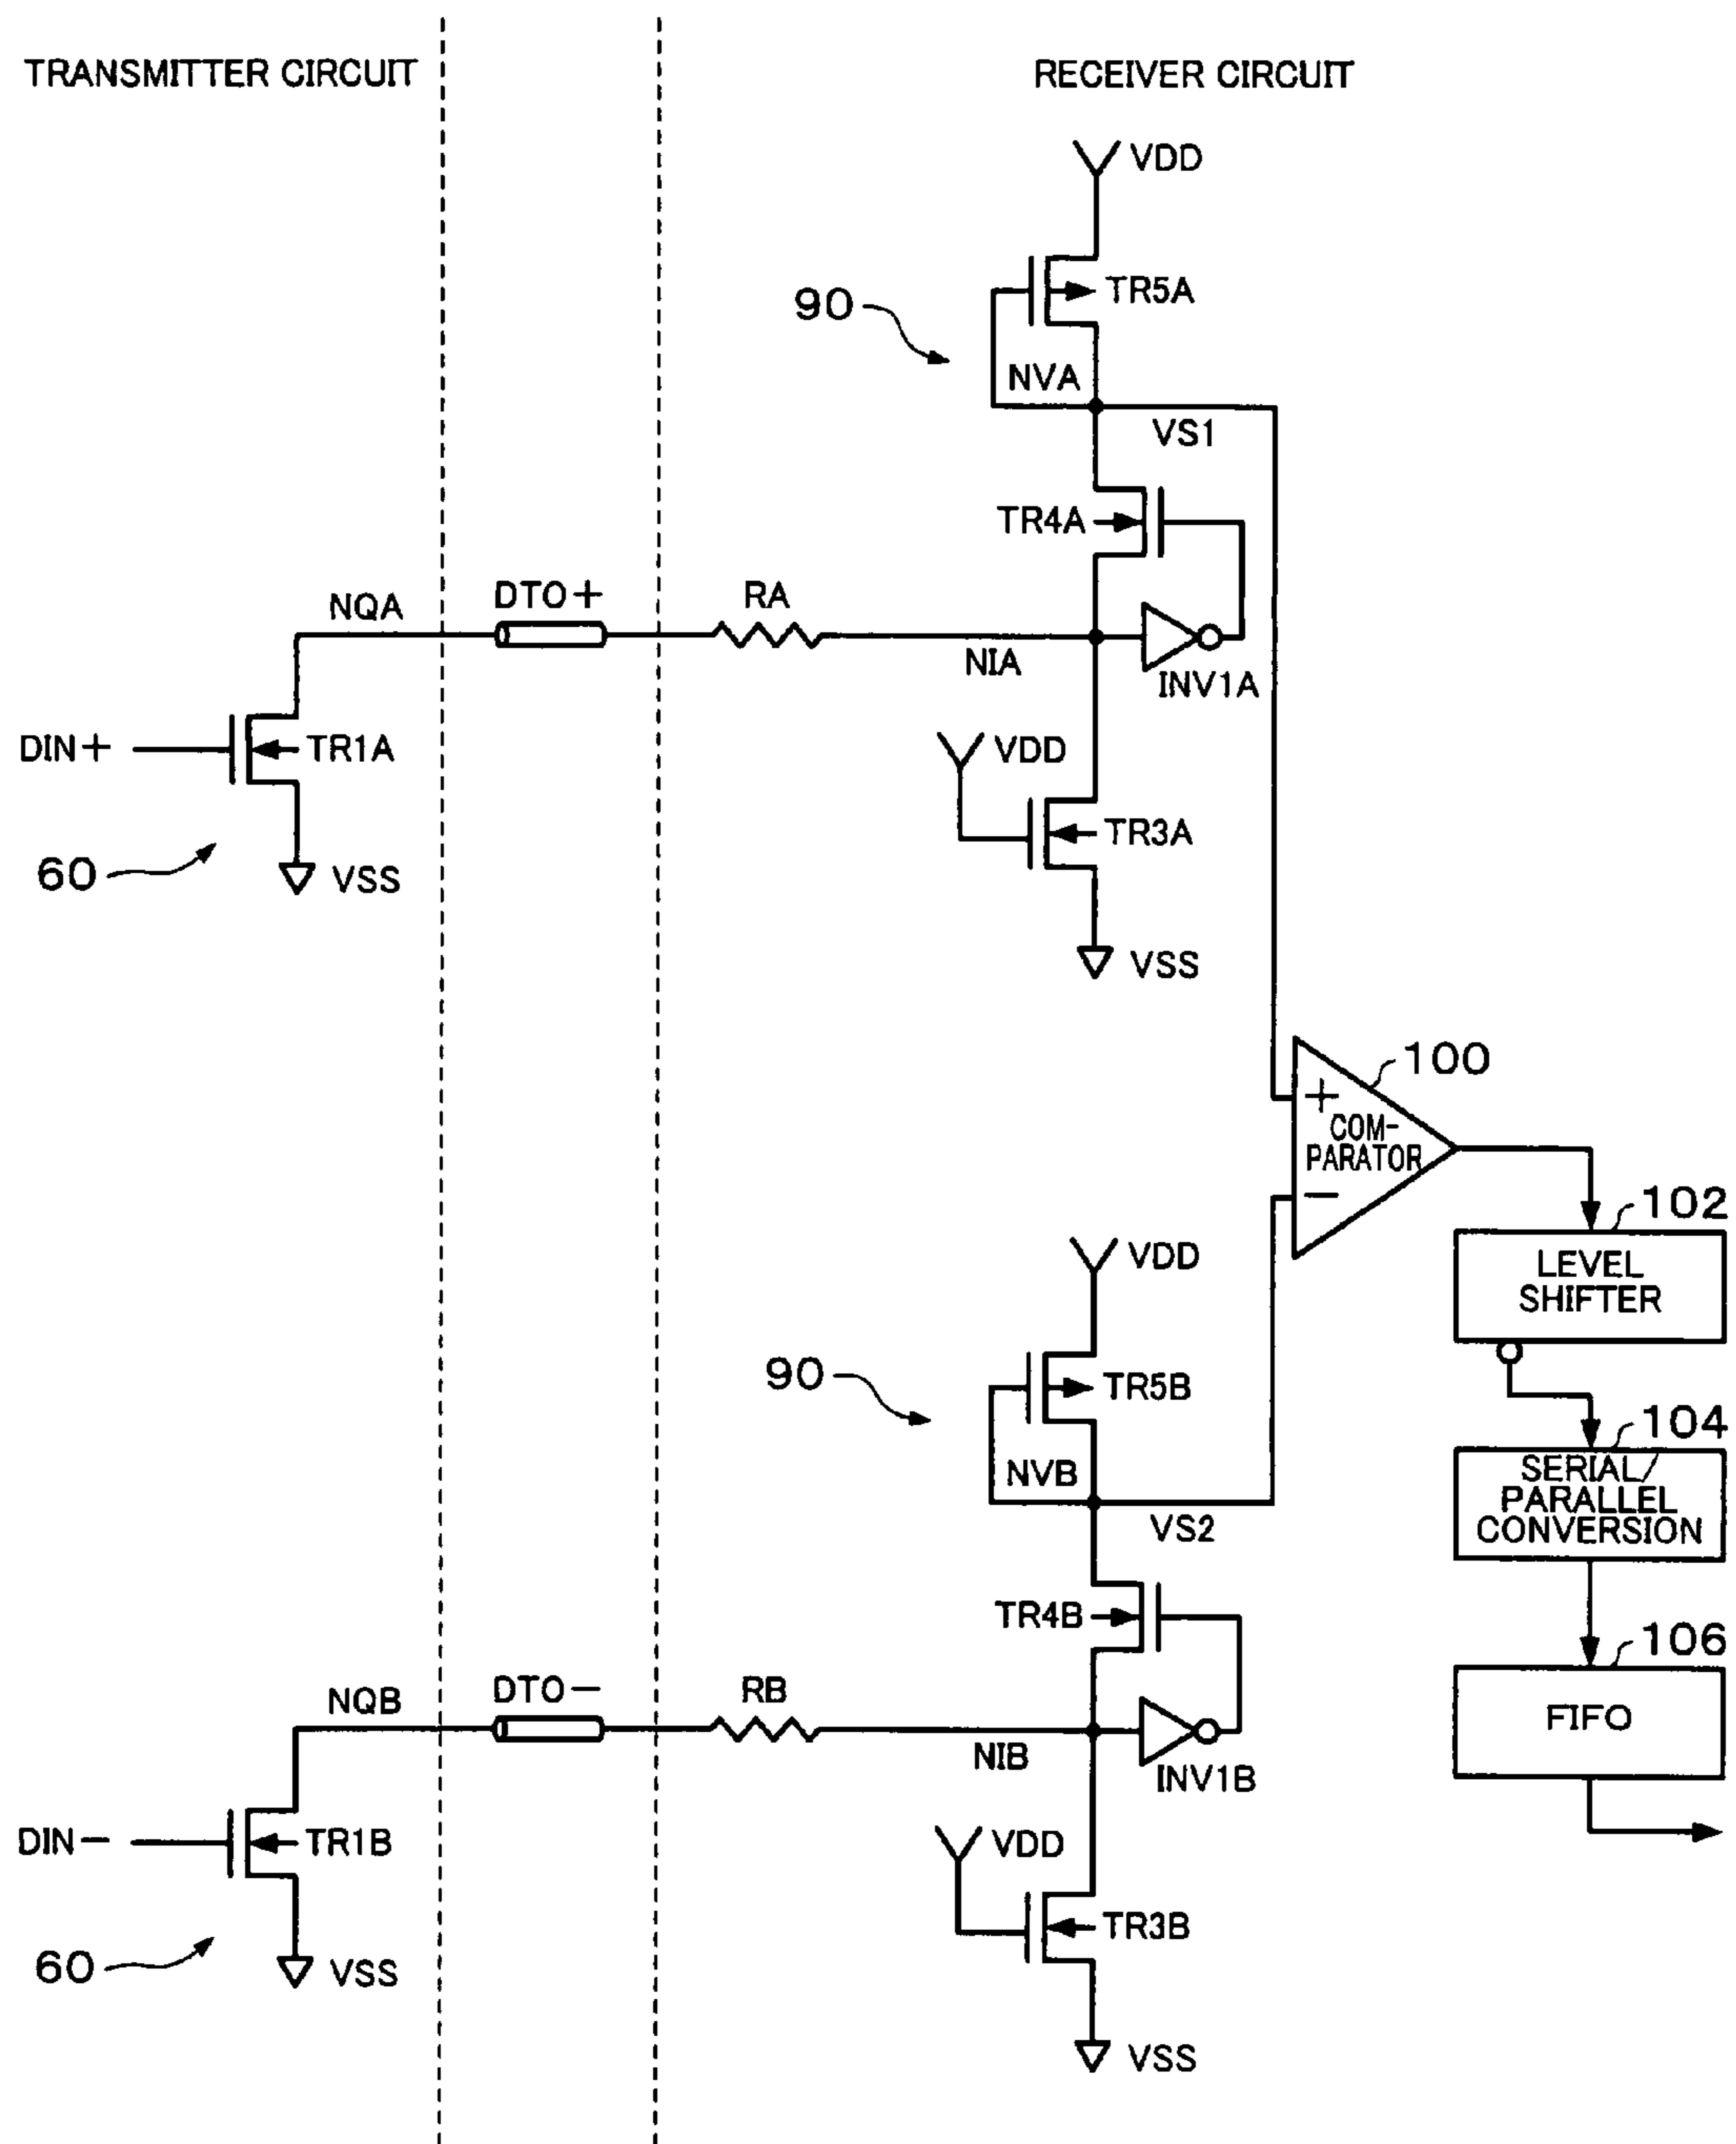 TRANSMITTER CIRCUIT
RECEIVER CIRCUIT
VDD
TR5A
90
NVA
VS1
TR4A
NQA
DTO+
RA
NIA
INV1A
DIN+
TR1A
VDD
TR3A
60
VSS
VSS
100
+
COM-
PARATOR
−
102
LEVEL
SHIFTER
VDD
90
TR5B
104
SERIAL/
PARALLEL
CONVERSION
NVB
VS2
TR4B
106
FIFO
NQB
DTO−
RB
NIB
INV1B
DIN−
TR1B
VDD
TR3B
60
VSS
VSS